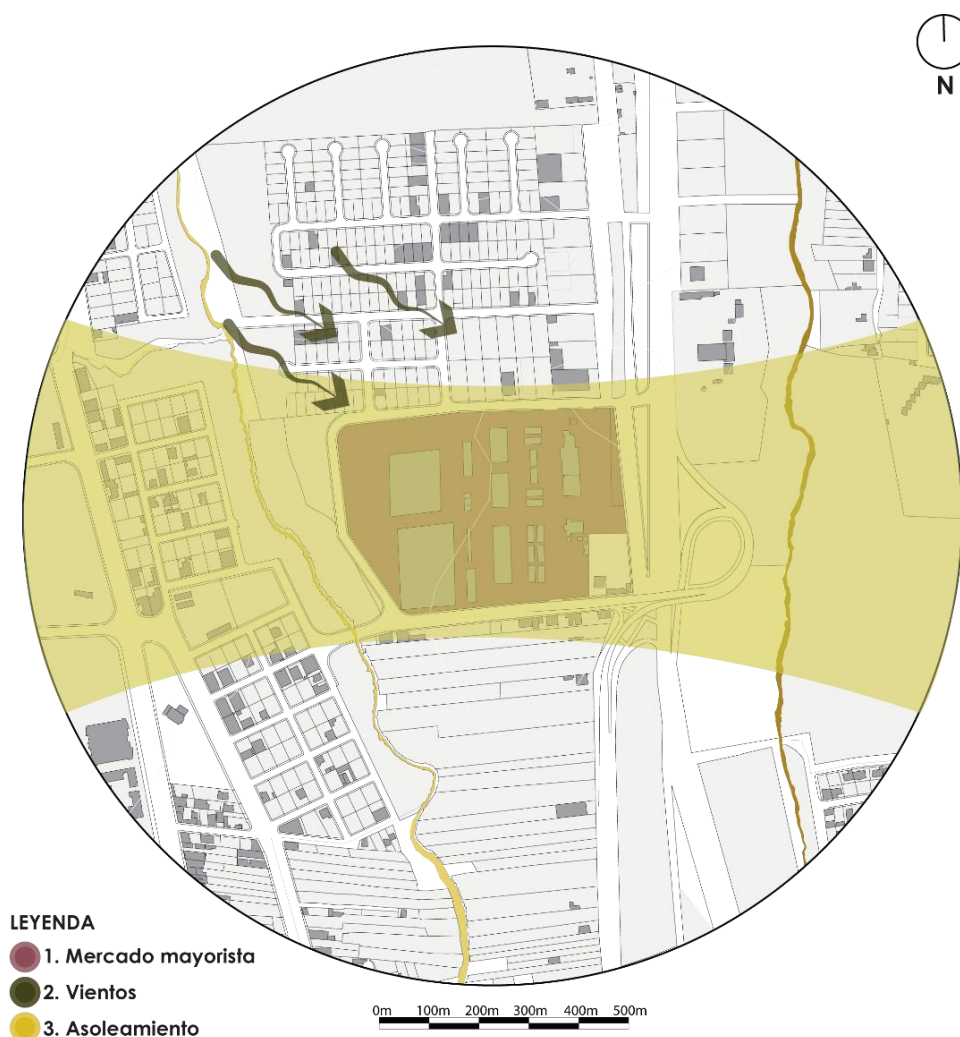 N
LEYENDA
1. Mercado mayorista
2. Vientos
3. Asoleamiento
0m 100m 200m 300m 400m 500m